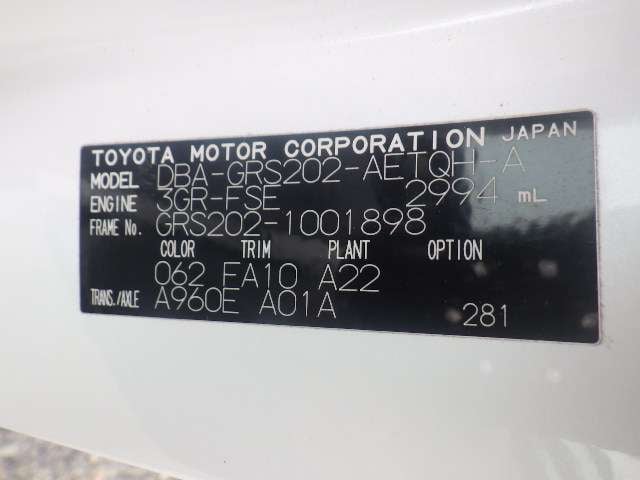 TOYOTA MOTOR CORPORATION JAPAN
MODEL DBA-GRS202-AETQH-A
ENGINE 3GR-FSE 2994 mL
FRAME No. GRS202-1001898
COLOR TRIM PLANT OPTION
062 FA10 A22
TRANS./AXLE A960E A01A 281